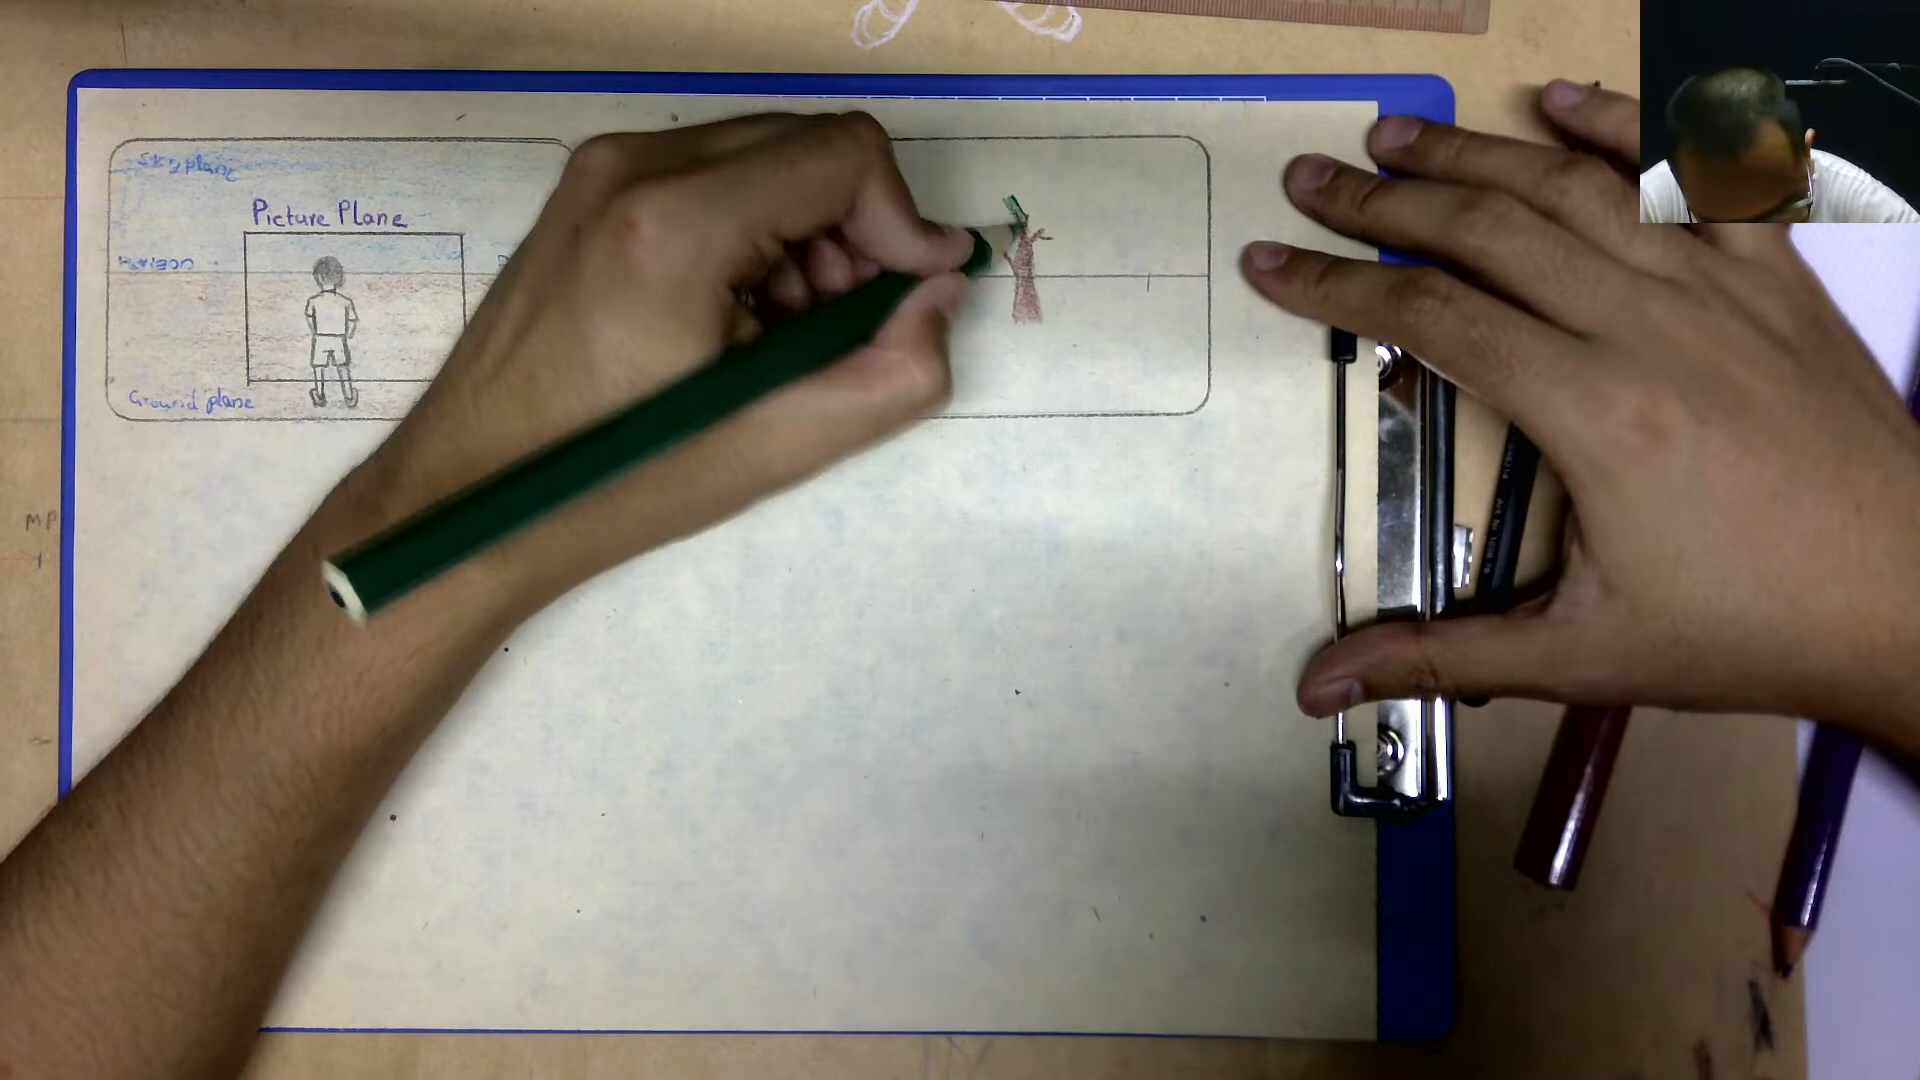 Sky plane
Picture Plane
Horizon
Ground plane
MP